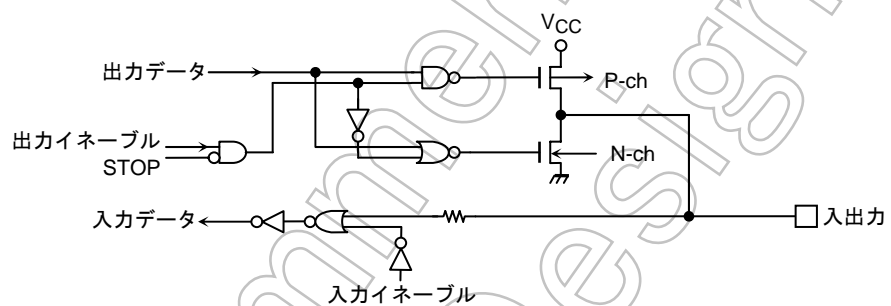 VCC
出力データ
P-ch
出力イネーブル
STOP
N-ch
入力データ
入出力
入力イネーブル